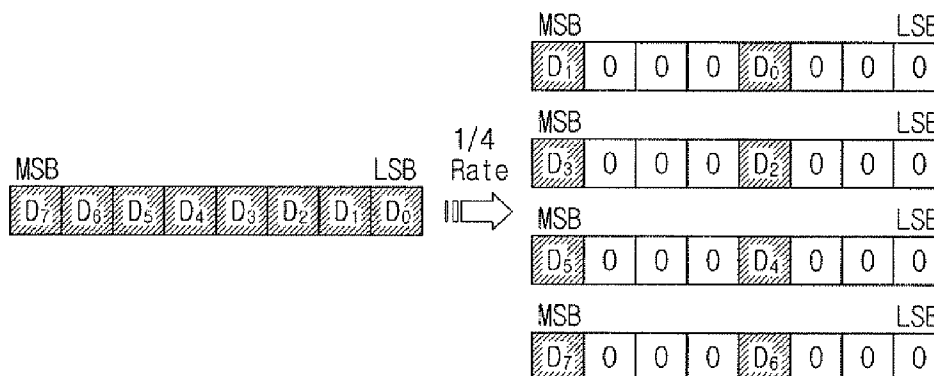 MSB LSB
D₇ D₆ D₅ D₄ D₃ D₂ D₁ D₀
1/4
Rate
MSB LSB
D₁ 0 0 0 D₀ 0 0 0
MSB LSB
D₃ 0 0 0 D₂ 0 0 0
MSB LSB
D₅ 0 0 0 D₄ 0 0 0
MSB LSB
D₇ 0 0 0 D₆ 0 0 0